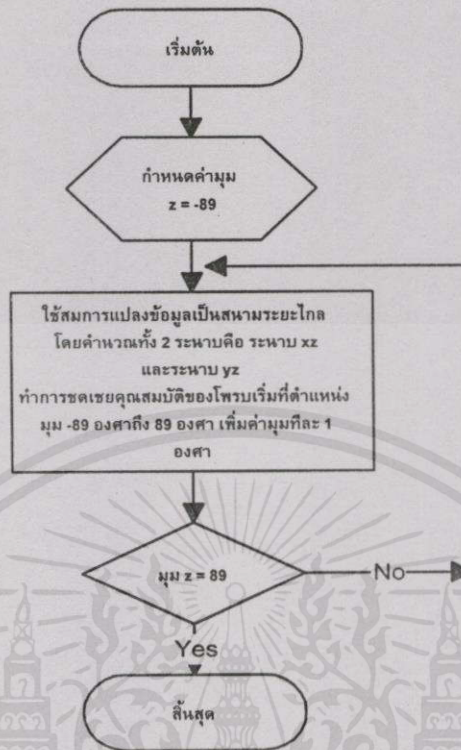 เริ่มต้น
กำหนดค่ามุม
z = -89
ใช้สมการแปลงข้อมูลเป็นสนามระยะไกล
โดยคำนวณทั้ง 2 ระนาบคือ ระนาบ xz
และระนาบ yz
ทำการชดเชยคุณสมบัติของโพรบเริ่มที่ตำแหน่ง
มุม -89 องศาถึง 89 องศา เพิ่มค่ามุมทีละ 1
องศา
มุม z = 89
No
Yes
สิ้นสุด